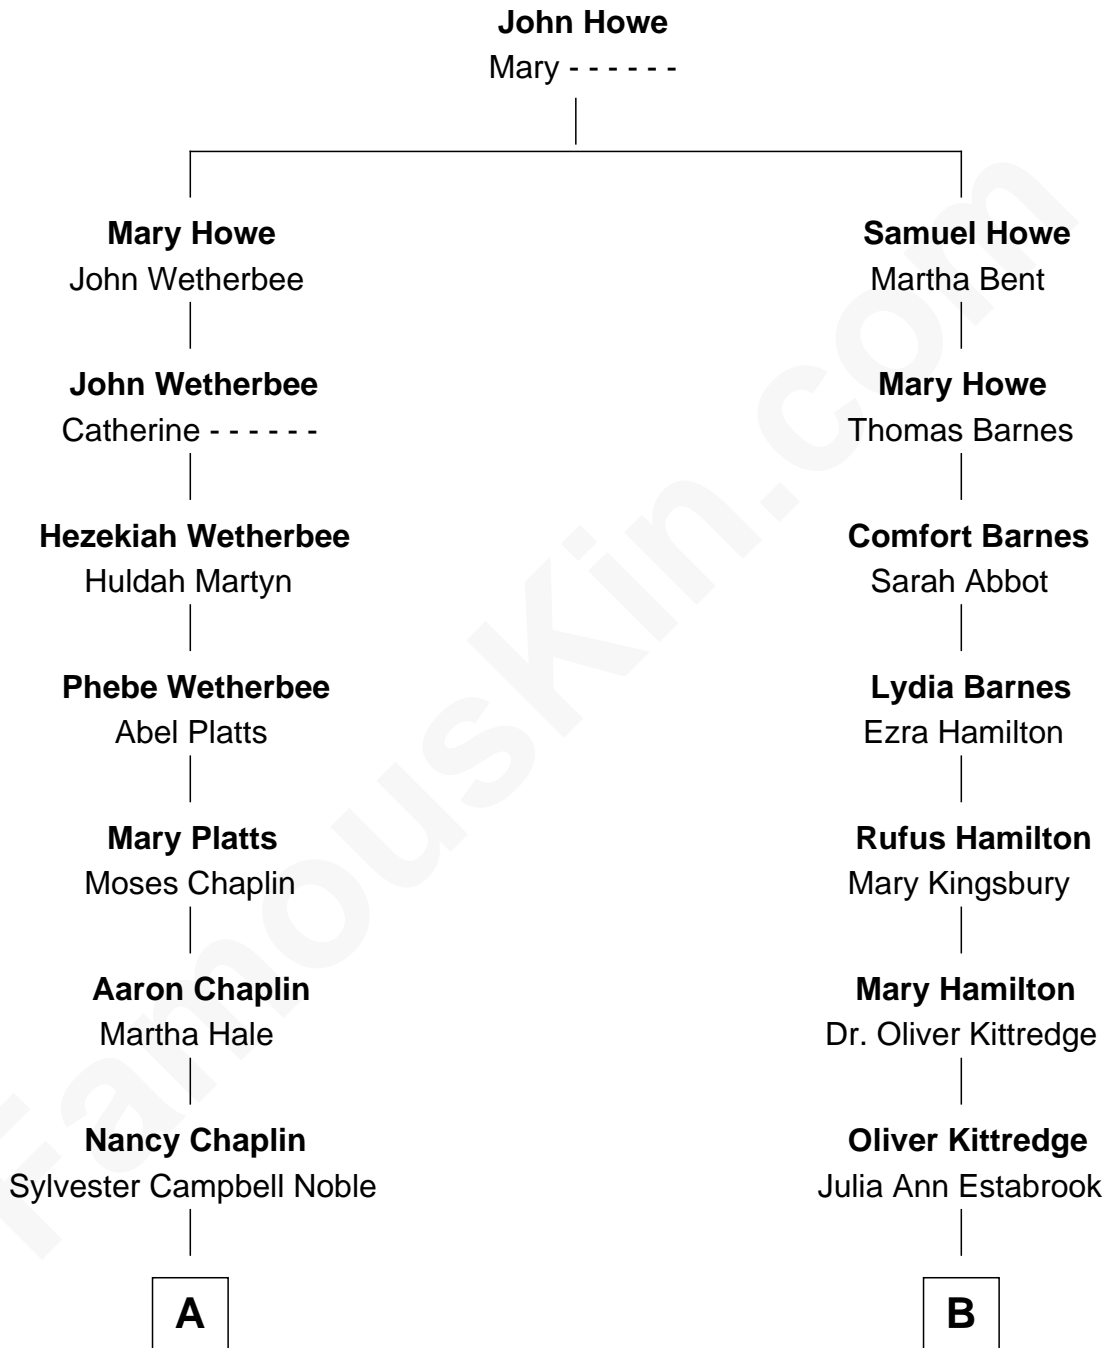 John Howe
Mary - - - - - -
Mary Howe
John Wetherbee
Samuel Howe
Martha Bent
John Wetherbee
Catherine - - - - - -
Mary Howe
Thomas Barnes
Hezekiah Wetherbee
Huldah Martyn
Comfort Barnes
Sarah Abbot
Phebe Wetherbee
Abel Platts
Lydia Barnes
Ezra Hamilton
Mary Platts
Moses Chaplin
Rufus Hamilton
Mary Kingsbury
Aaron Chaplin
Martha Hale
Mary Hamilton
Dr. Oliver Kittredge
Nancy Chaplin
Sylvester Campbell Noble
Oliver Kittredge
Julia Ann Estabrook
A
B
FamousKin.com